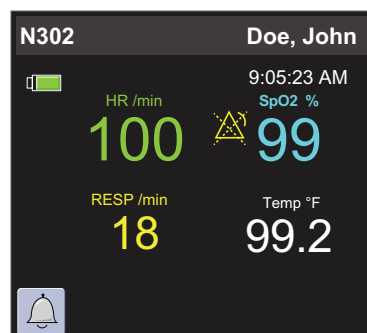 N302 Doe, John
9:05:23 AM
HR /min SpO2 %
100 99
RESP /min Temp °F
18 99.2